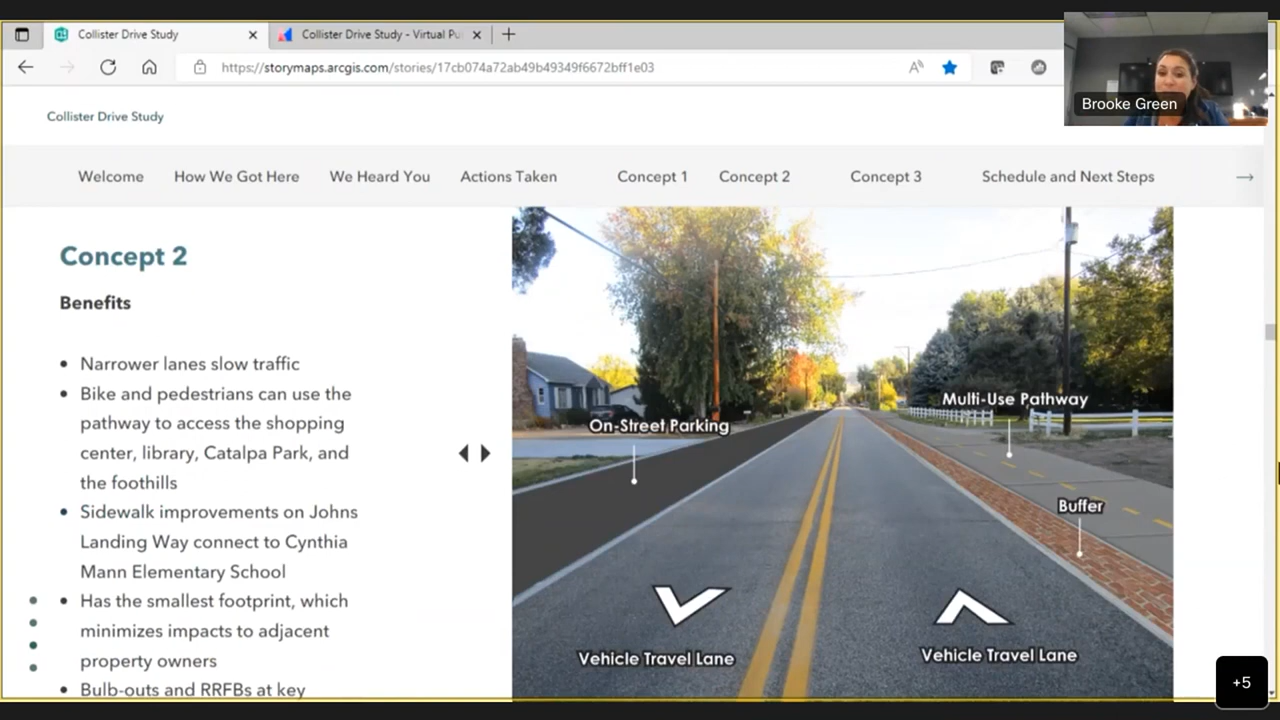 Collister Drive Study
Collister Drive Study - Virtual Pu
https://storymaps.arcgis.com/stories/17cb074a72ab49b49349f6672bff1e03
Brooke Green
Collister Drive Study
Welcome
How We Got Here
We Heard You
Actions Taken
Concept 1
Concept 2
Concept 3
Schedule and Next Steps
Concept 2
Benefits
Narrower lanes slow traffic
Bike and pedestrians can use the
pathway to access the shopping
center, library, Catalpa Park, and
the foothills
Sidewalk improvements on Johns
Landing Way connect to Cynthia
Mann Elementary School
Has the smallest footprint, which
minimizes impacts to adjacent
property owners
Bulb-outs and RRFBs at key
On-Street Parking
Multi-Use Pathway
Buffer
Vehicle Travel Lane
Vehicle Travel Lane
+5